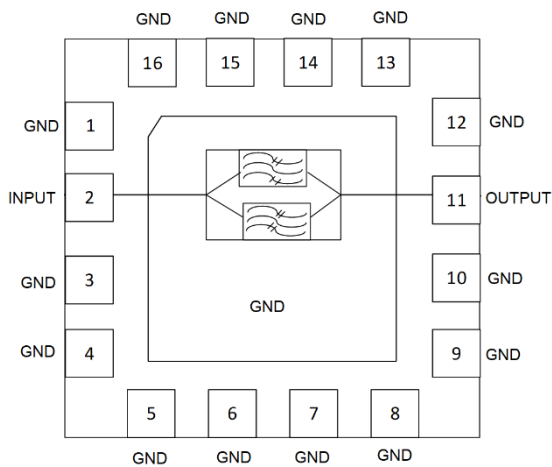 GND GND GND GND
16 15 14 13
GND 1 12 GND
INPUT 2 11 OUTPUT
GND 3 10 GND
GND
GND 4 9 GND
5 6 7 8
GND GND GND GND